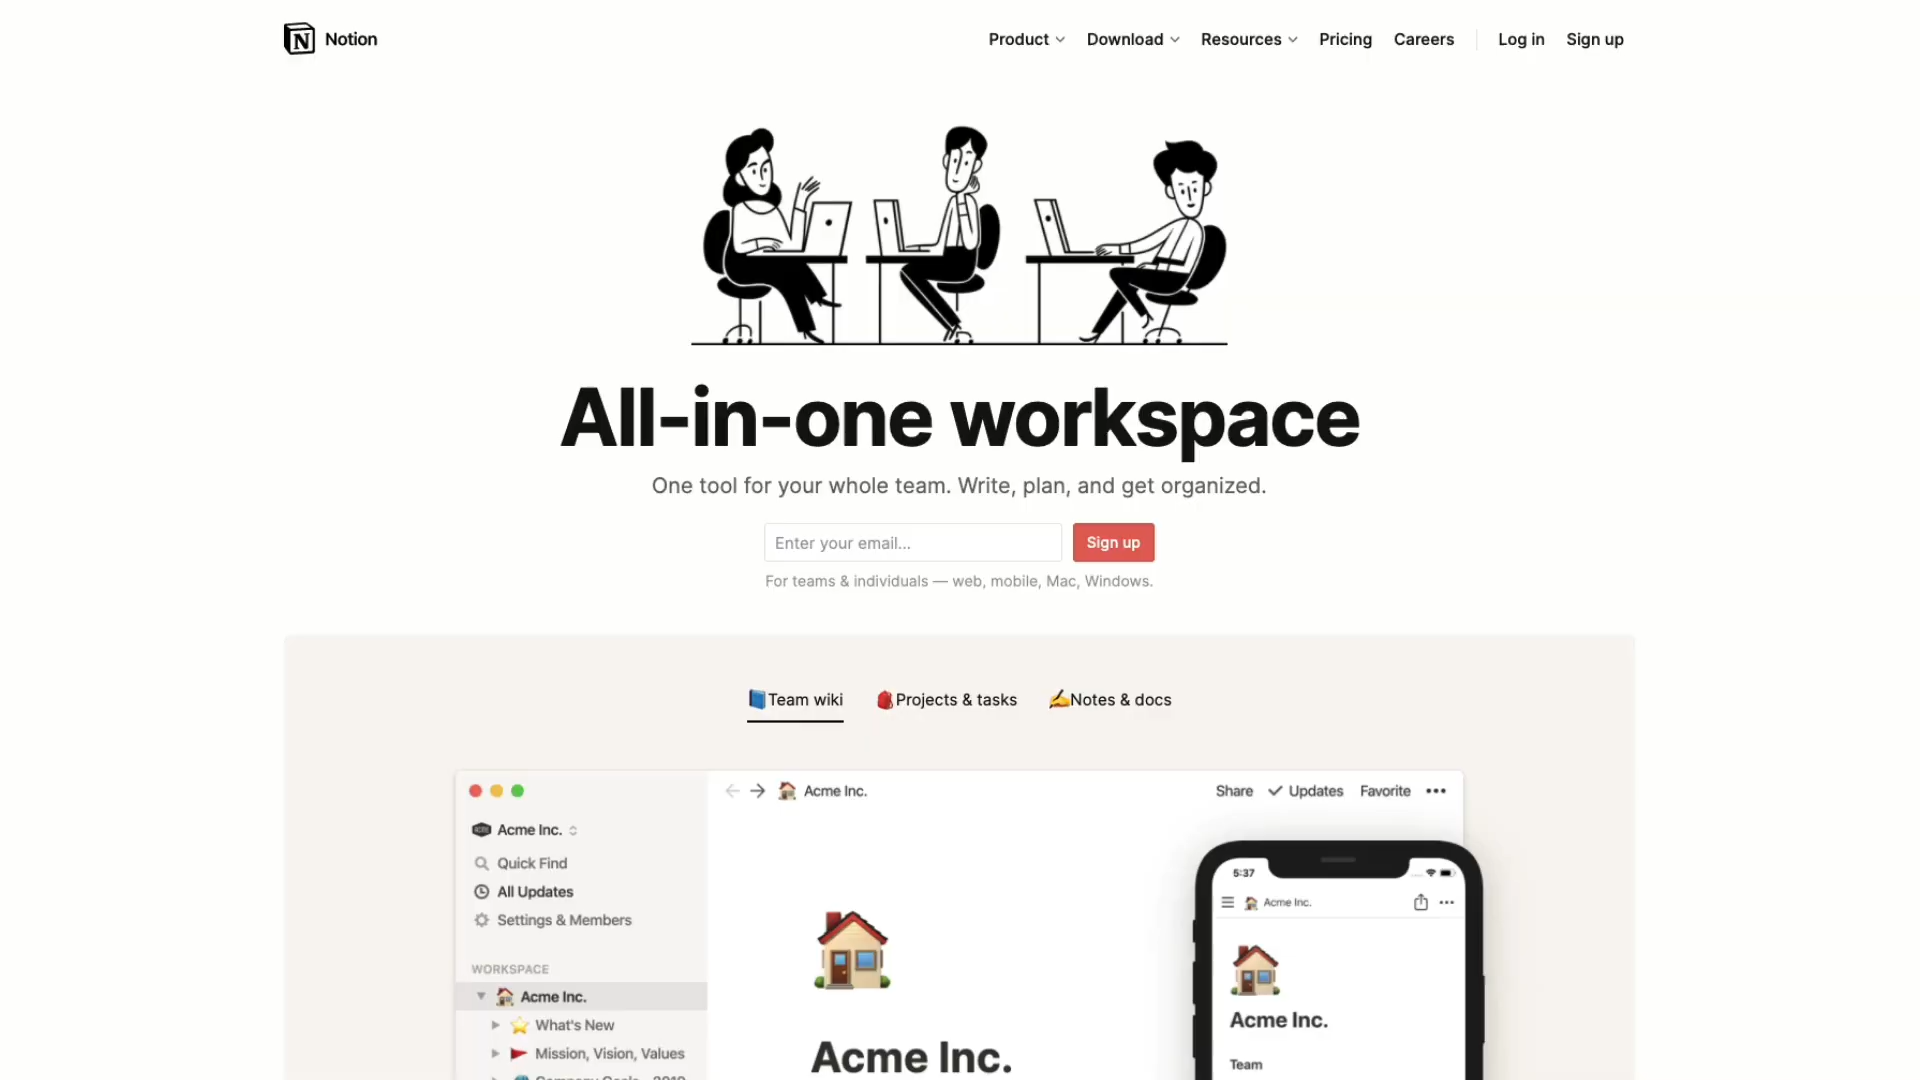 Notion
Product
Download
Resources
Pricing
Careers
Log in
Sign up
All-in-one workspace
One tool for your whole team. Write, plan, and get organized.
Enter your email...
Sign up
For teams & individuals — web, mobile, Mac, Windows.
Team wiki
Projects & tasks
Notes & docs
Acme Inc.
Share
Updates
Favorite
Acme Inc.
Quick Find
All Updates
Settings & Members
WORKSPACE
Acme Inc.
What's New
Mission, Vision, Values
Acme Inc.
5:37
Acme Inc.
Acme Inc.
Team